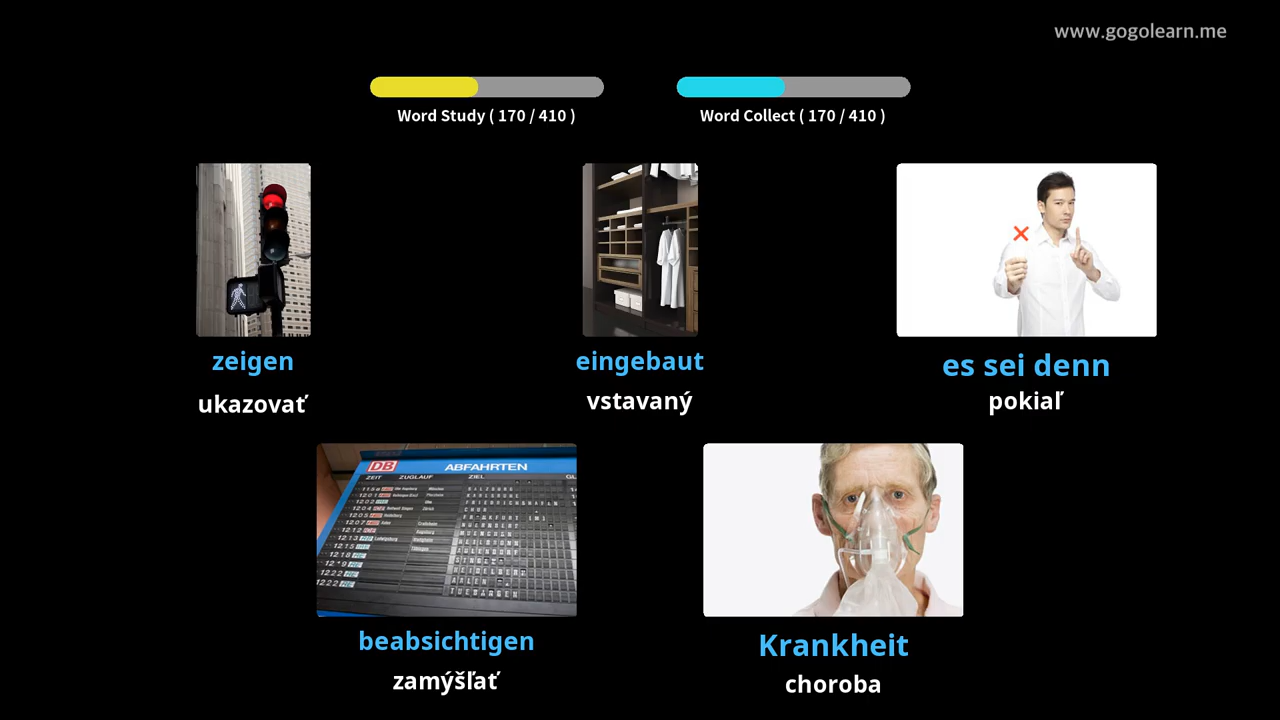 www.gogolearn.me
Word Study ( 170 / 410 )
Word Collect ( 170 / 410 )
zeigen
ukazovať
eingebaut
vstavaný
es sei denn
pokiaľ
DB ABFAHRTEN
ZEIT ZUGLAUF ZIEL
beabsichtigen
zamýšľať
Krankheit
choroba